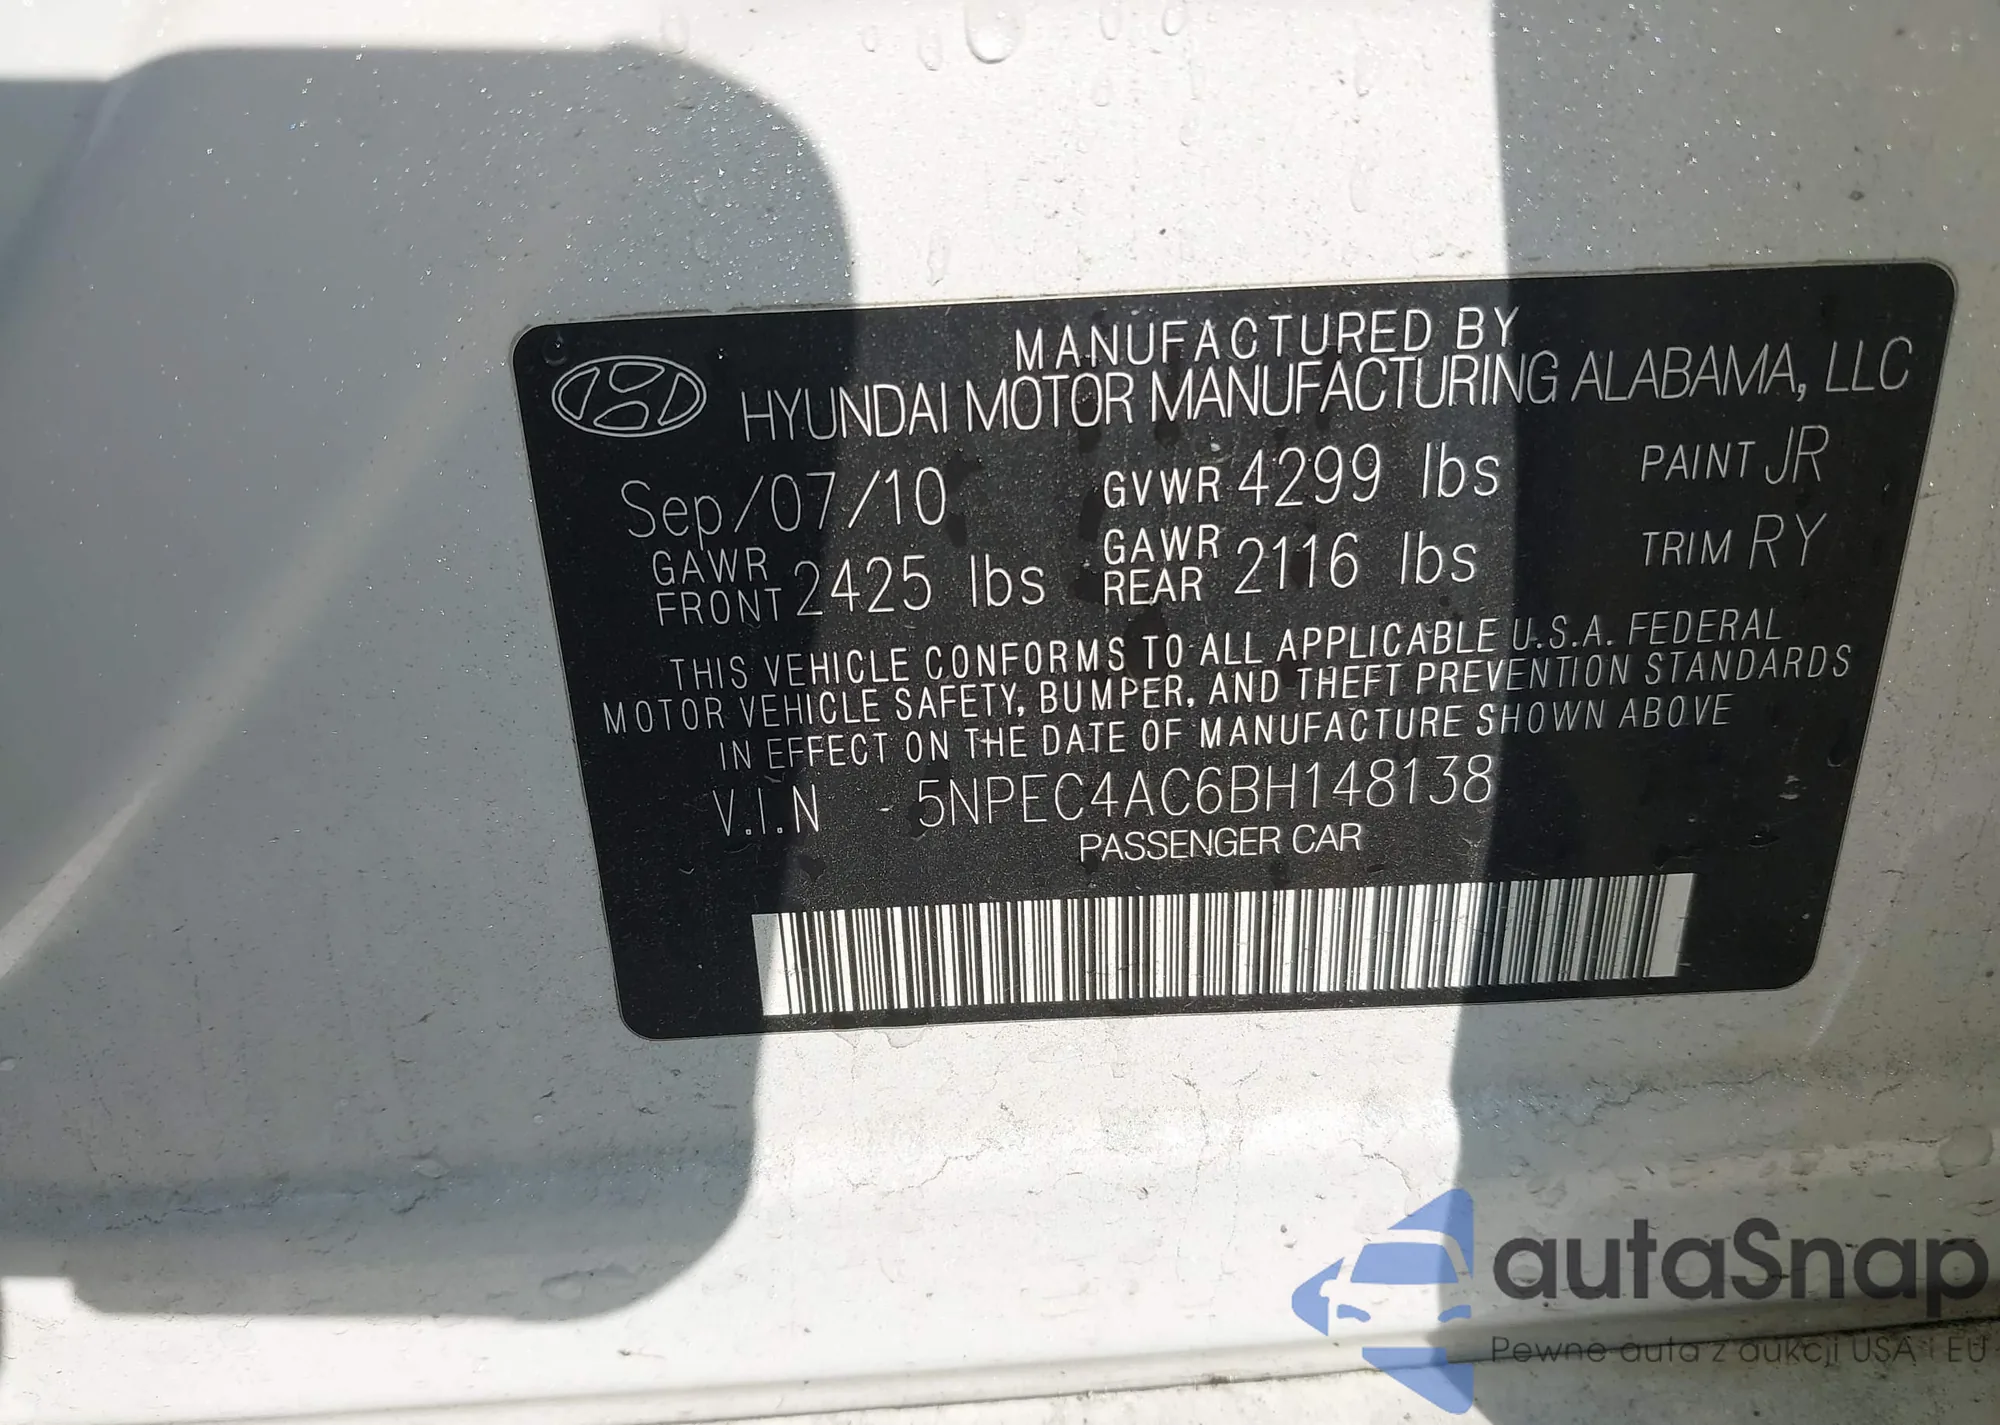 MANUFACTURED BY
HYUNDAI MOTOR MANUFACTURING ALABAMA, LLC
Sep/07/10 GVWR 4299 lbs PAINT JR
GAWR FRONT 2425 lbs GAWR REAR 2116 lbs TRIM RY
THIS VEHICLE CONFORMS TO ALL APPLICABLE U.S.A. FEDERAL
MOTOR VEHICLE SAFETY, BUMPER, AND THEFT PREVENTION STANDARDS
IN EFFECT ON THE DATE OF MANUFACTURE SHOWN ABOVE
V.I.N 5NPEC4AC6BH148138
PASSENGER CAR
autaSnap
Pewne auta z aukcji USA i EU